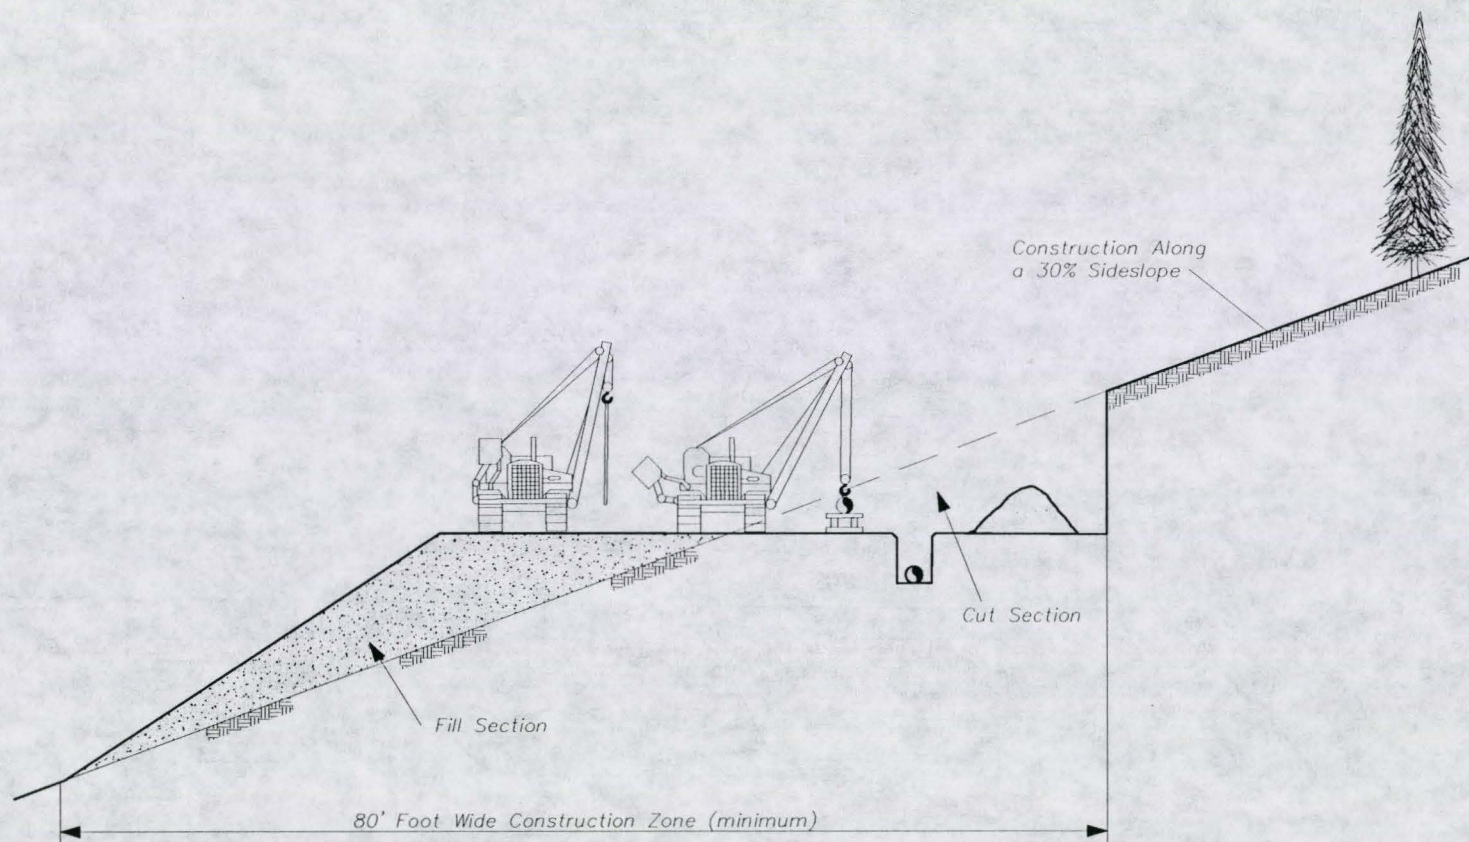 Construction Along
a 30% Sideslope
Cut Section
Fill Section
80' Foot Wide Construction Zone (minimum)